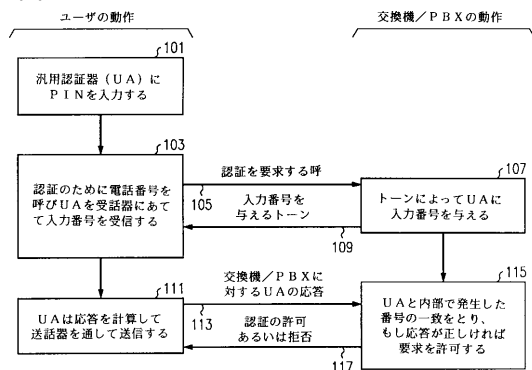 ユーザの動作
交換機/PBXの動作
101
汎用認証器(UA)に
PINを入力する
103
認証のために電話番号を
呼びUAを受話器にあて
て入力番号を受信する
認証を要求する呼
105
入力番号を
与えるトーン
109
107
トーンによってUAに
入力番号を与える
111
UAは応答を計算して
送話器を通して送信する
交換機/PBXに
対するUAの応答
113
認証の許可
あるいは拒否
117
115
UAと内部で発生した
番号の一致をとり、
もし応答が正しければ
要求を許可する